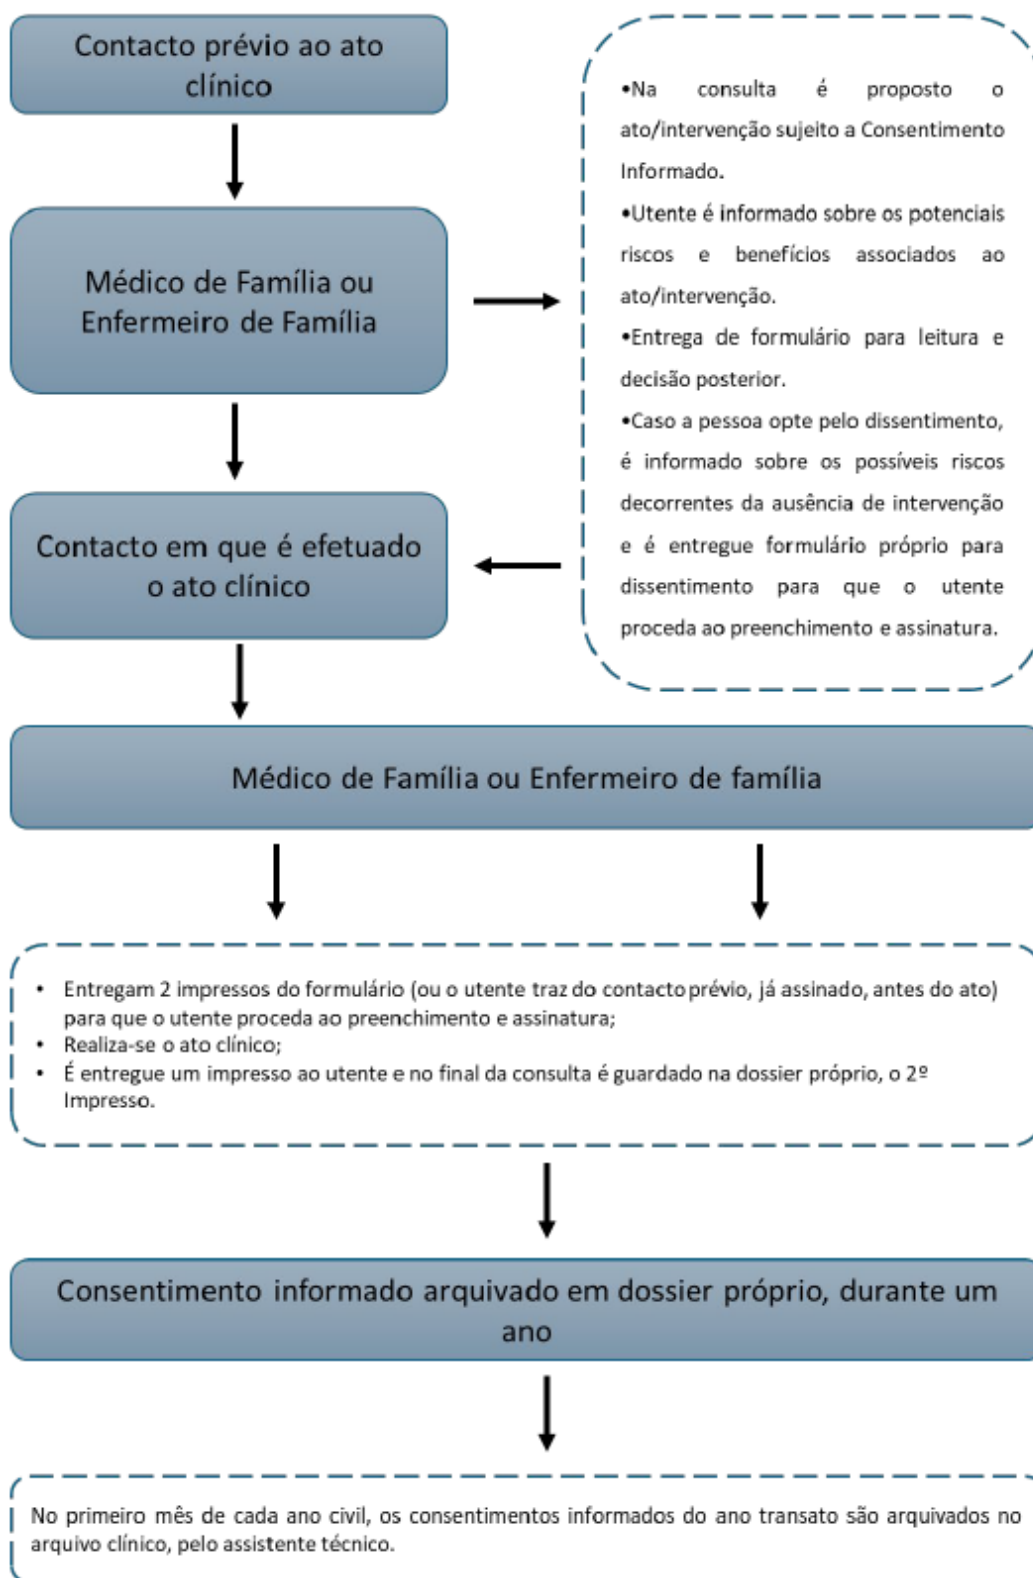 Contacto prévio ao ato
clínico
Médico de Família ou
Enfermeiro de Família
•Na consulta é proposto o
ato/intervenção sujeito a Consentimento
Informado.
•Utente é informado sobre os potenciais
riscos e benefícios associados ao
ato/intervenção.
•Entrega de formulário para leitura e
decisão posterior.
•Caso a pessoa opte pelo dissentimento,
é informado sobre os possíveis riscos
decorrentes da ausência de intervenção
e é entregue formulário próprio para
dissentimento para que o utente
proceda ao preenchimento e assinatura.
Contacto em que é efetuado
o ato clínico
Médico de Família ou Enfermeiro de família
• Entregam 2 impressos do formulário (ou o utente traz do contacto prévio, já assinado, antes do ato)
para que o utente proceda ao preenchimento e assinatura;
• Realiza-se o ato clínico;
• É entregue um impresso ao utente e no final da consulta é guardado na dossier próprio, o 2º
Impresso.
Consentimento informado arquivado em dossier próprio, durante um
ano
No primeiro mês de cada ano civil, os consentimentos informados do ano transato são arquivados no
arquivo clínico, pelo assistente técnico.